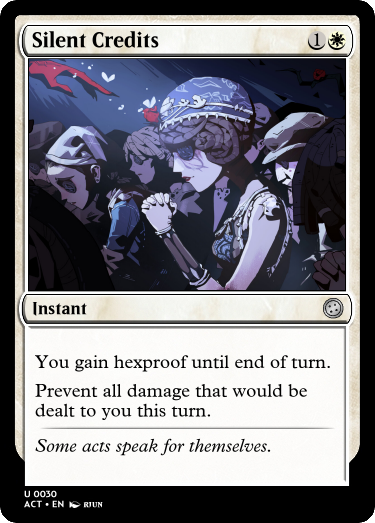 Silent Credits 1
Instant
You gain hexproof until end of turn.
Prevent all damage that would be
dealt to you this turn.
Some acts speak for themselves.
U 0030
ACT • EN RJUN